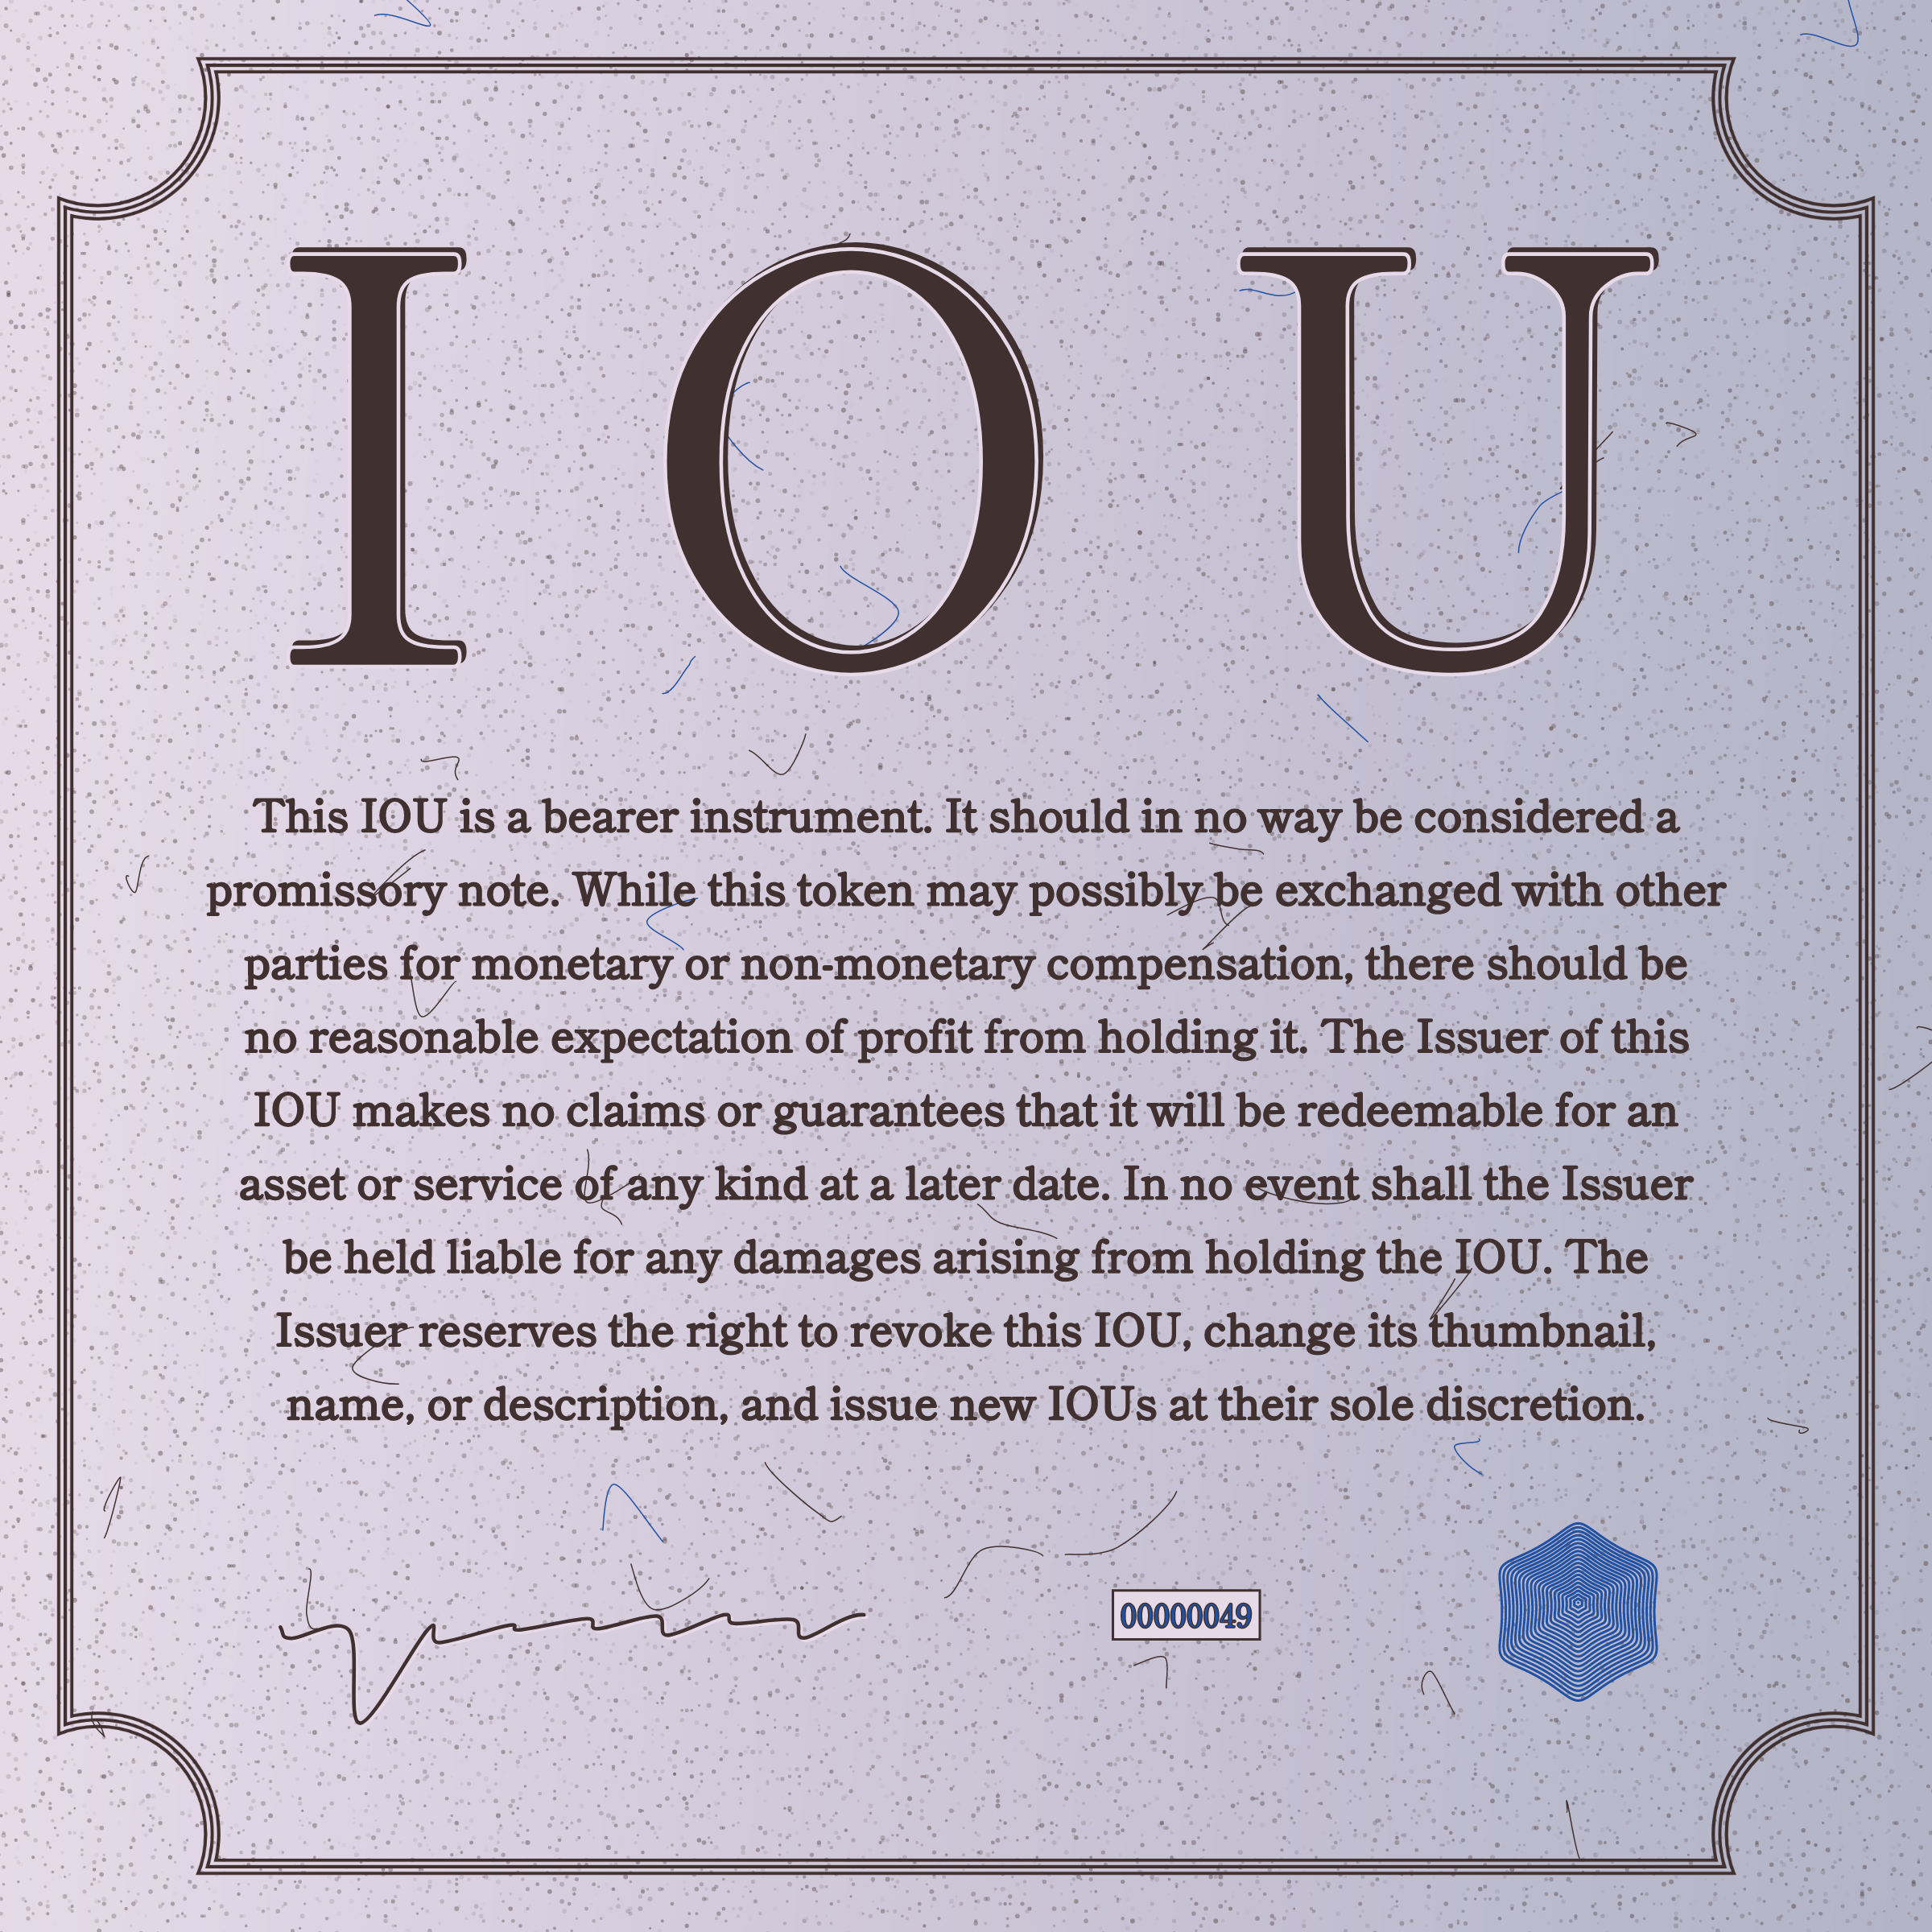 I O U
This IOU is a bearer instrument. It should in no way be considered a
promissory note. While this token may possibly be exchanged with other
parties for monetary or non-monetary compensation, there should be
no reasonable expectation of profit from holding it. The Issuer of this
IOU makes no claims or guarantees that it will be redeemable for an
asset or service of any kind at a later date. In no event shall the Issuer
be held liable for any damages arising from holding the IOU. The
Issuer reserves the right to revoke this IOU, change its thumbnail,
name, or description, and issue new IOUs at their sole discretion.
00000049